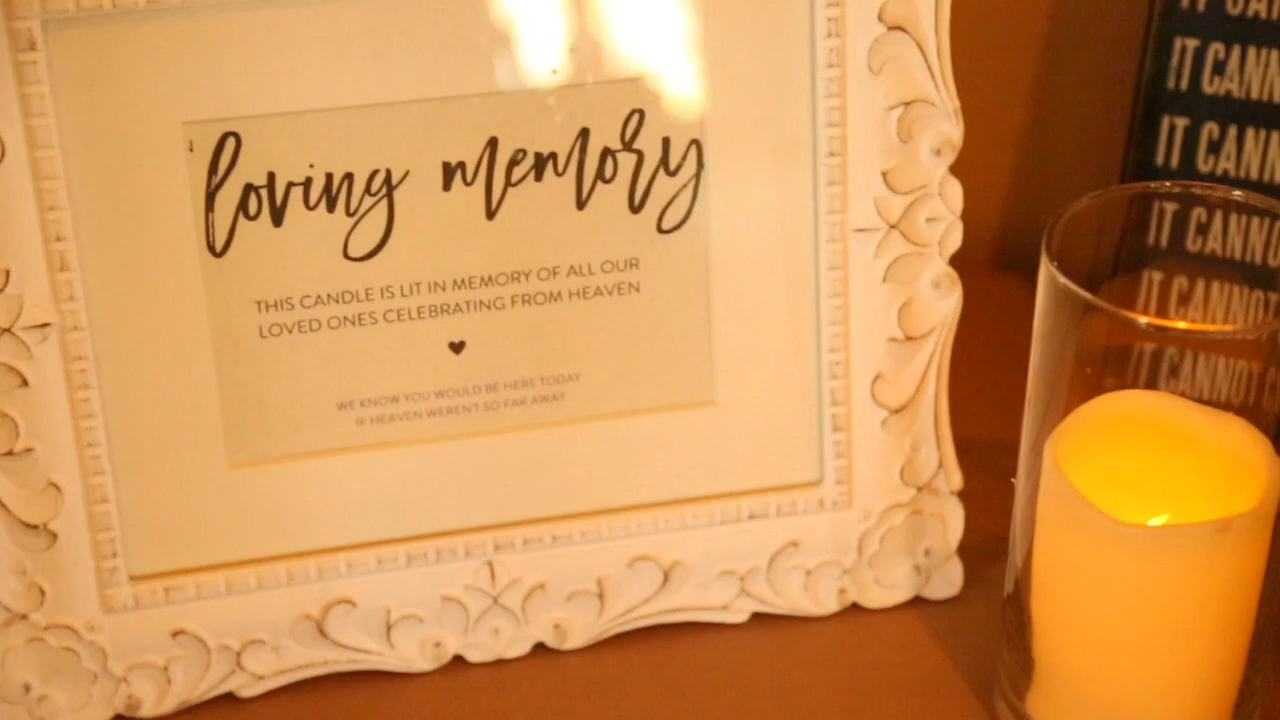 loving memory
THIS CANDLE IS LIT IN MEMORY OF ALL OUR
LOVED ONES CELEBRATING FROM HEAVEN
WE KNOW YOU WOULD BE HERE TODAY
IF HEAVEN WEREN'T SO FAR AWAY
IT CAN
IT CANN
IT CANN
IT CANNO
IT CANNOT
IT CANNOT